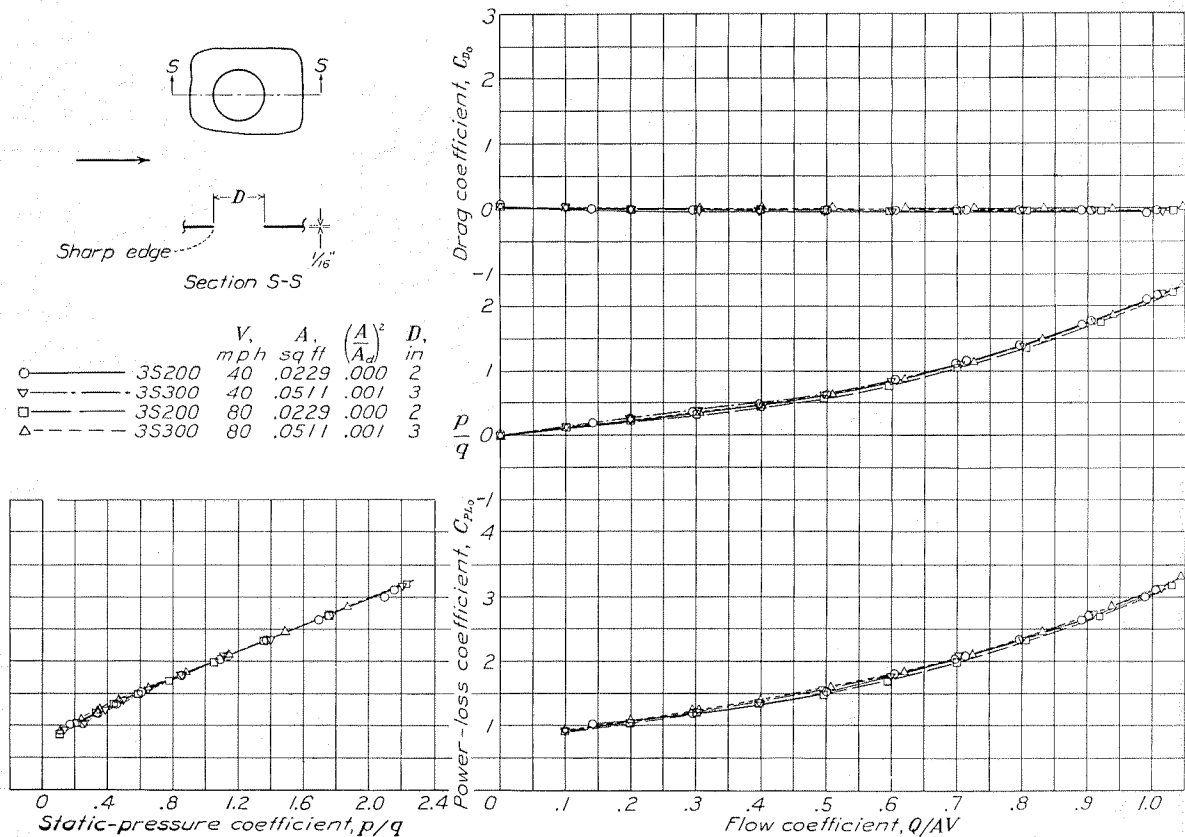 S S
D
Sharp edge
1/16"
Section S-S
V, A, (A/A_d)² D,
mph sq ft in
3S200 40 .0229 .000 2
3S300 40 .0511 .001 3
3S200 80 .0229 .000 2
3S300 80 .0511 .001 3
Drag coefficient, C_{D_o}
3
2
1
0
-1
p/q
2
1
0
-1
Power-loss coefficient, C_{PL_o}
4
3
2
1
0 .1 .2 .3 .4 .5 .6 .7 .8 .9 1.0
Flow coefficient, Q/AV
0 .4 .8 1.2 1.6 2.0 2.4
Static-pressure coefficient, p/q